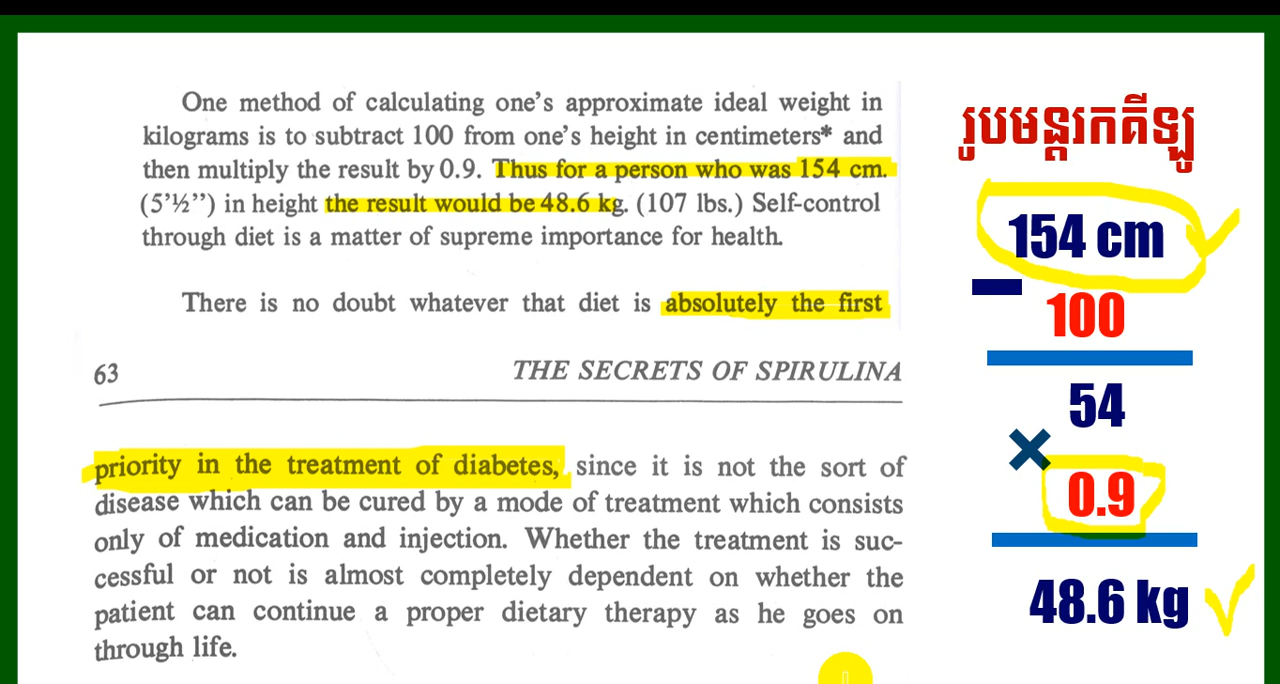 One method of calculating one's approximate ideal weight in
kilograms is to subtract 100 from one's height in centimeters* and
then multiply the result by 0.9. Thus for a person who was 154 cm.
(5'½'') in height the result would be 48.6 kg. (107 lbs.) Self-control
through diet is a matter of supreme importance for health.
There is no doubt whatever that diet is absolutely the first
63 THE SECRETS OF SPIRULINA
priority in the treatment of diabetes, since it is not the sort of
disease which can be cured by a mode of treatment which consists
only of medication and injection. Whether the treatment is suc-
cessful or not is almost completely dependent on whether the
patient can continue a proper dietary therapy as he goes on
through life.
រូបមន្តរកគីឡូ
154 cm
−
100
54
×
0.9
48.6 kg